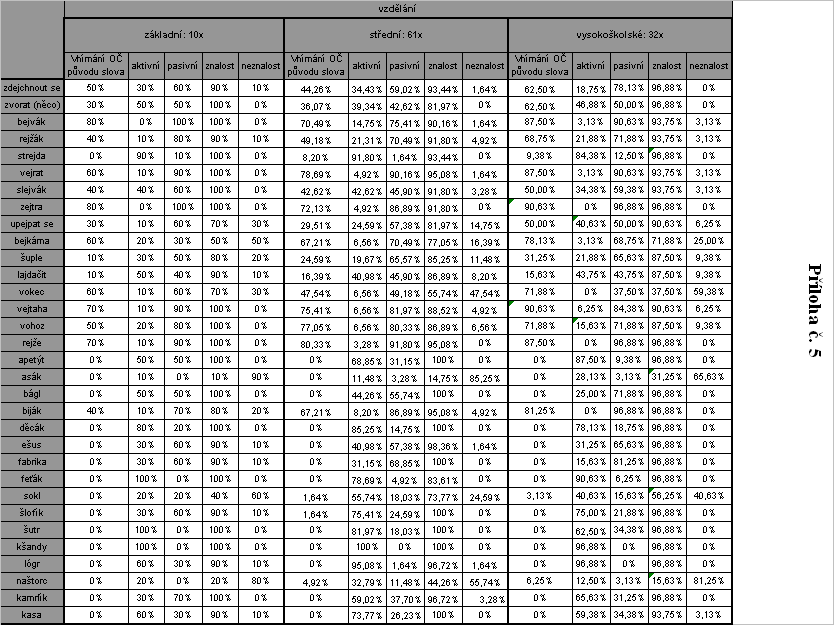 vzdělání
základní: 10x střední: 61x vysokoškolské: 32x
Vnímání OČ původu slova aktivní pasivní znalost neznalost Vnímání OČ původu slova aktivní pasivní znalost neznalost Vnímání OČ původu slova aktivní pasivní znalost neznalost
zdejchnout se 50% 30% 60% 90% 10% 44,26% 34,43% 59,02% 93,44% 1,64% 62,50% 18,75% 78,13% 96,88% 0%
zvorat (něco) 30% 50% 50% 100% 0% 36,07% 39,34% 42,62% 81,97% 0% 62,50% 46,88% 50,00% 96,88% 0%
bejvák 80% 0% 100% 100% 0% 70,49% 14,75% 75,41% 90,16% 1,64% 87,50% 3,13% 90,63% 93,75% 3,13%
rejžák 40% 10% 80% 90% 10% 49,18% 21,31% 70,49% 91,80% 4,92% 68,75% 21,88% 71,88% 93,75% 3,13%
strejda 0% 90% 10% 100% 0% 8,20% 91,80% 1,64% 93,44% 0% 9,38% 84,38% 12,50% 96,88% 0%
vejrat 60% 10% 90% 100% 0% 78,69% 4,92% 90,16% 95,08% 1,64% 87,50% 3,13% 90,63% 93,75% 3,13%
slejvák 40% 40% 60% 100% 0% 42,62% 42,62% 45,90% 91,80% 3,28% 50,00% 34,38% 59,38% 93,75% 3,13%
zejtra 80% 0% 100% 100% 0% 72,13% 4,92% 86,89% 91,80% 0% 90,63% 0% 96,88% 96,88% 0%
upejpat se 30% 10% 60% 70% 30% 29,51% 24,59% 57,38% 81,97% 14,75% 50,00% 40,63% 50,00% 90,63% 6,25%
bejkáma 60% 20% 30% 50% 50% 67,21% 6,56% 70,49% 77,05% 16,39% 78,13% 3,13% 68,75% 71,88% 25,00%
šuple 10% 30% 50% 80% 20% 24,59% 19,67% 65,57% 85,25% 11,48% 31,25% 21,88% 65,63% 87,50% 9,38%
lajdačit 10% 50% 40% 90% 10% 16,39% 40,98% 45,90% 86,89% 8,20% 15,63% 43,75% 43,75% 87,50% 9,38%
vokec 60% 10% 60% 70% 30% 47,54% 6,56% 49,18% 55,74% 47,54% 71,88% 0% 37,50% 37,50% 59,38%
vejtaha 70% 10% 90% 100% 0% 75,41% 6,56% 81,97% 88,52% 4,92% 90,63% 6,25% 84,38% 90,63% 6,25%
vohoz 50% 20% 80% 100% 0% 77,05% 6,56% 80,33% 86,89% 6,56% 71,88% 15,63% 71,88% 87,50% 9,38%
rejže 70% 10% 90% 100% 0% 80,33% 3,28% 91,80% 95,08% 0% 87,50% 0% 96,88% 96,88% 0%
apetýt 0% 50% 50% 100% 0% 0% 68,85% 31,15% 100% 0% 0% 87,50% 9,38% 96,88% 0%
asák 0% 10% 0% 10% 90% 0% 11,48% 3,28% 14,75% 85,25% 0% 28,13% 3,13% 31,25% 65,63%
bágl 0% 50% 50% 100% 0% 0% 44,26% 55,74% 100% 0% 0% 25,00% 71,88% 96,88% 0%
biják 40% 10% 70% 80% 20% 67,21% 8,20% 86,89% 95,08% 4,92% 81,25% 0% 96,88% 96,88% 0%
děcák 0% 80% 20% 100% 0% 0% 85,25% 14,75% 100% 0% 0% 78,13% 18,75% 96,88% 0%
ešus 0% 30% 60% 90% 10% 0% 40,98% 57,38% 98,36% 1,64% 0% 31,25% 65,63% 96,88% 0%
fabrika 0% 30% 60% 90% 10% 0% 31,15% 68,85% 100% 0% 0% 15,63% 81,25% 96,88% 0%
feťák 0% 100% 0% 100% 0% 0% 78,69% 4,92% 83,61% 0% 0% 90,63% 6,25% 96,88% 0%
sokl 0% 20% 20% 40% 60% 1,64% 55,74% 18,03% 73,77% 24,59% 3,13% 40,63% 15,63% 56,25% 40,63%
šlofík 0% 30% 60% 90% 10% 1,64% 75,41% 24,59% 100% 0% 0% 75,00% 21,88% 96,88% 0%
šutr 0% 100% 0% 100% 0% 0% 81,97% 18,03% 100% 0% 0% 62,50% 34,38% 96,88% 0%
kšandy 0% 100% 0% 100% 0% 0% 100% 0% 100% 0% 0% 96,88% 0% 96,88% 0%
lógr 0% 60% 30% 90% 10% 0% 95,08% 1,64% 96,72% 1,64% 0% 96,88% 0% 96,88% 0%
naštorc 0% 20% 0% 20% 80% 4,92% 32,79% 11,48% 44,26% 55,74% 6,25% 12,50% 3,13% 15,63% 81,25%
kamrlík 0% 30% 70% 100% 0% 0% 59,02% 37,70% 96,72% 3,28% 0% 65,63% 31,25% 96,88% 0%
kasa 0% 60% 30% 90% 10% 0% 73,77% 26,23% 100% 0% 0% 59,38% 34,38% 93,75% 3,13%
Příloha č. 5